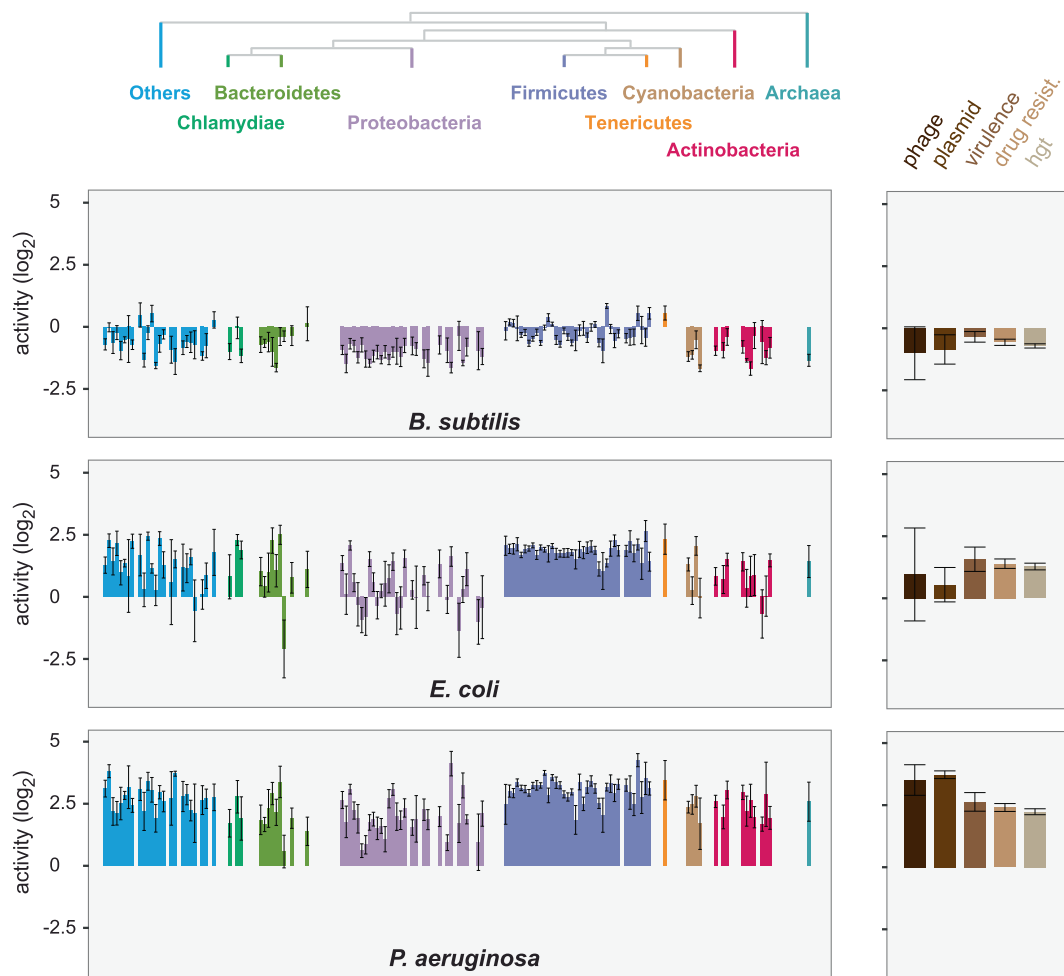 Others Bacteroidetes Firmicutes Cyanobacteria Archaea
Chlamydiae Proteobacteria Tenericutes
Actinobacteria
phage
plasmid
virulence
drug resist.
hgt
activity (log2)
5
2.5
0
-2.5
B. subtilis
activity (log2)
5
2.5
0
-2.5
E. coli
activity (log2)
5
2.5
0
-2.5
P. aeruginosa